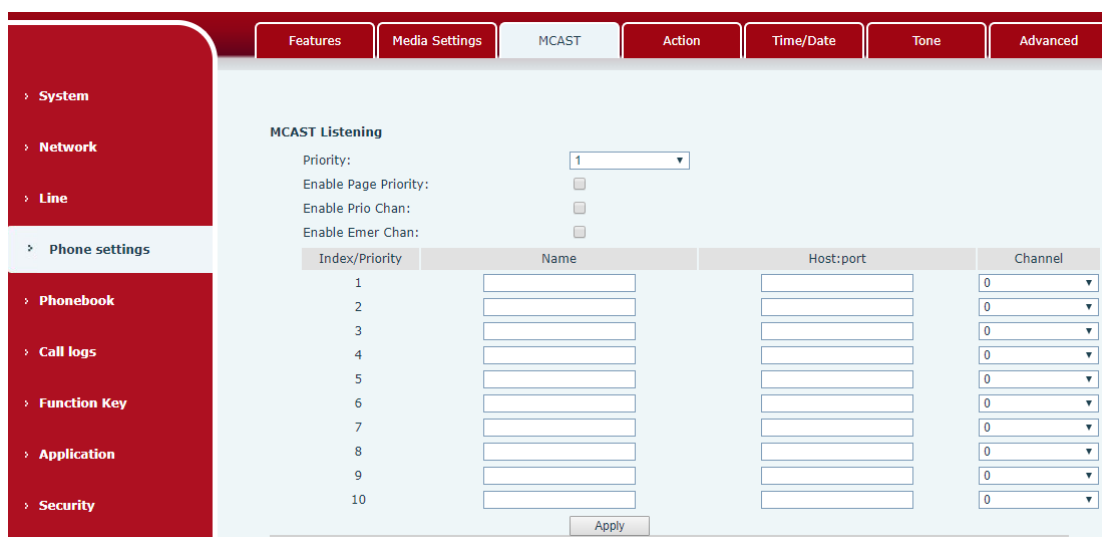 Features Media Settings MCAST Action Time/Date Tone Advanced
› System
› Network
› Line
› Phone settings
› Phonebook
› Call logs
› Function Key
› Application
› Security
MCAST Listening
Priority: 1
Enable Page Priority:
Enable Prio Chan:
Enable Emer Chan:
Index/Priority Name Host:port Channel
1 0
2 0
3 0
4 0
5 0
6 0
7 0
8 0
9 0
10 0
Apply